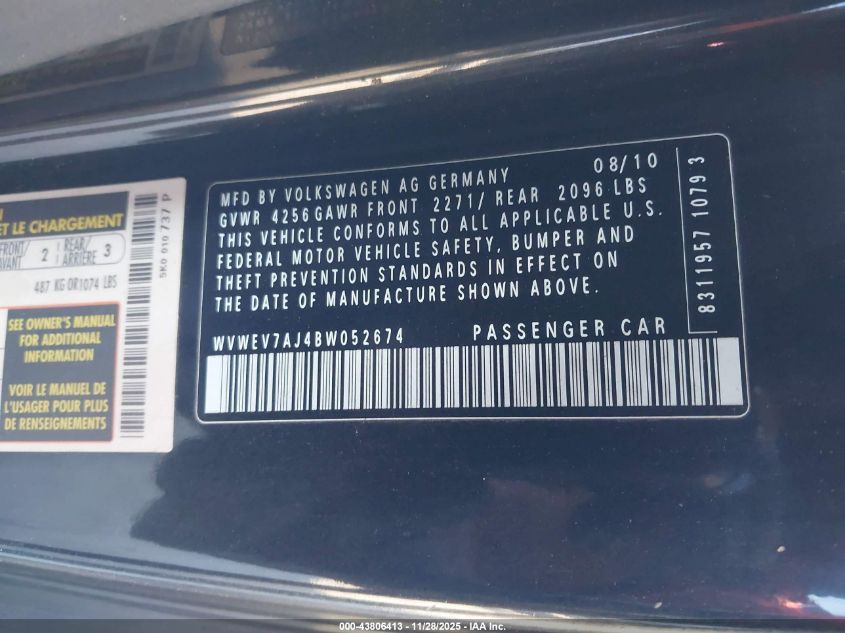 ET LE CHARGEMENT
FRONT/ AVANT 2 REAR/ ARRIÈRE 3
487 KG OR 1074 LBS
SEE OWNER'S MANUAL
FOR ADDITIONAL
INFORMATION
VOIR LE MANUEL DE
L'USAGER POUR PLUS
DE RENSEIGNEMENTS
5K0 010 737 P
MFD BY VOLKSWAGEN AG GERMANY 08/10
GVWR 4256 GAWR FRONT 2271/ REAR 2096 LBS
THIS VEHICLE CONFORMS TO ALL APPLICABLE U.S.
FEDERAL MOTOR VEHICLE SAFETY, BUMPER AND
THEFT PREVENTION STANDARDS IN EFFECT ON
THE DATE OF MANUFACTURE SHOWN ABOVE.
WVWEV7AJ4BW052674 PASSENGER CAR
8311957 1079 3
000-43806413 - 11/28/2025 - IAA Inc.